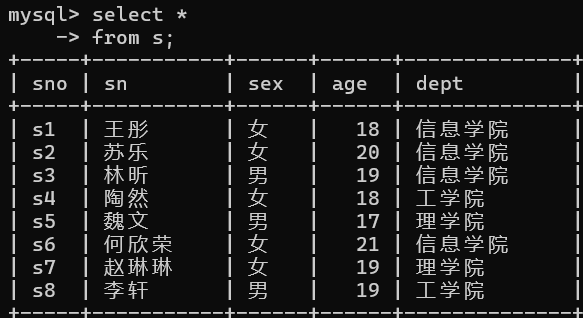 mysql> select *
    -> from s;
+-----+-----------+------+------+--------------+
| sno | sn        | sex  | age  | dept         |
+-----+-----------+------+------+--------------+
| s1  | 王彤      | 女   |   18 | 信息学院     |
| s2  | 苏乐      | 女   |   20 | 信息学院     |
| s3  | 林昕      | 男   |   19 | 信息学院     |
| s4  | 陶然      | 女   |   18 | 工学院       |
| s5  | 魏文      | 男   |   17 | 理学院       |
| s6  | 何欣荣    | 女   |   21 | 信息学院     |
| s7  | 赵琳琳    | 女   |   19 | 理学院       |
| s8  | 李轩      | 男   |   19 | 工学院       |
+-----+-----------+------+------+--------------+